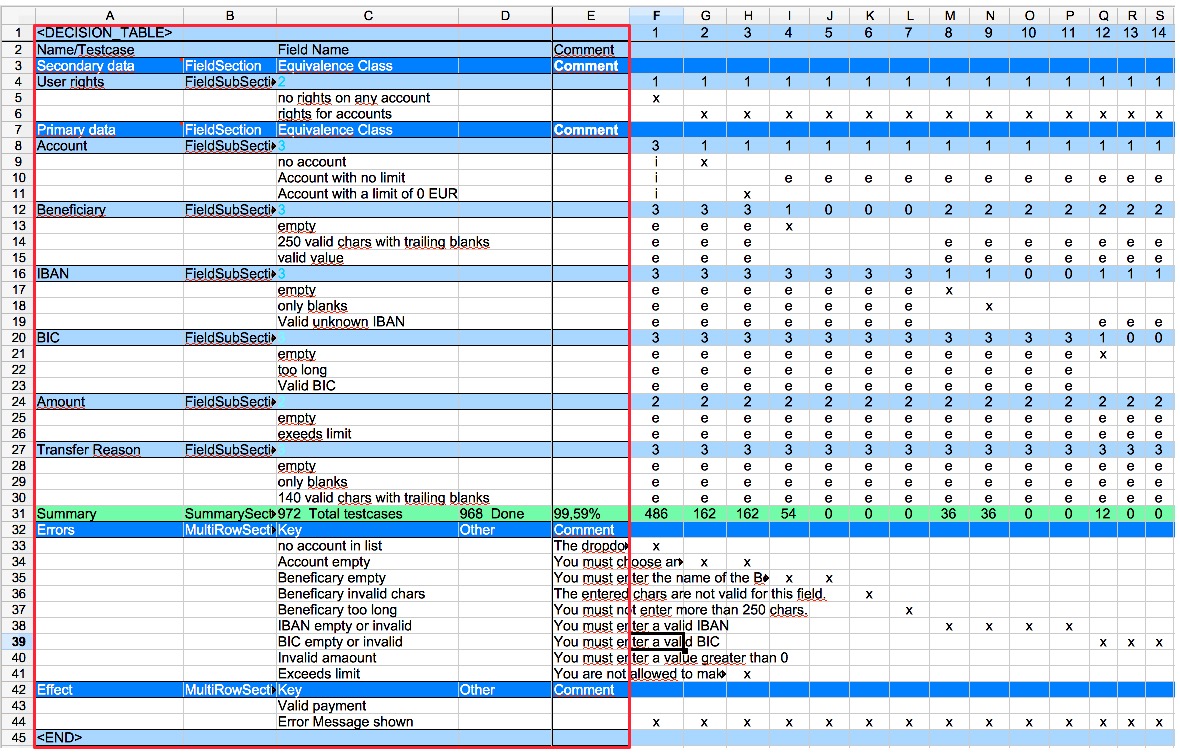 A B C D E F G H I J K L M N O P Q R S
1 <DECISION_TABLE> 1 2 3 4 5 6 7 8 9 10 11 12 13 14
2 Name/Testcase Field Name Comment
3 Secondary data FieldSection Equivalence Class Comment
4 User rights FieldSubSecti 2 1 1 1 1 1 1 1 1 1 1 1 1 1 1
5 no rights on any account x
6 rights for accounts x x x x x x x x x x x x x
7 Primary data FieldSection Equivalence Class Comment
8 Account FieldSubSecti 3 3 1 1 1 1 1 1 1 1 1 1 1 1 1
9 no account i x
10 Account with no limit i e e e e e e e e e e e
11 Account with a limit of 0 EUR i x
12 Beneficiary FieldSubSecti 3 3 3 3 1 0 0 0 2 2 2 2 2 2 2
13 empty e e e x
14 250 valid chars with trailing blanks e e e e e e e e e e
15 valid value e e e e e e e e e e
16 IBAN FieldSubSecti 3 3 3 3 3 3 3 3 1 1 0 0 1 1 1
17 empty e e e e e e e x
18 only blanks e e e e e e e x
19 Valid unknown IBAN e e e e e e e e e e
20 BIC FieldSubSecti 3 3 3 3 3 3 3 3 3 3 3 1 0 0
21 empty e e e e e e e e e e e x
22 too long e e e e e e e e e e e
23 Valid BIC e e e e e e e e e e e
24 Amount FieldSubSecti 2 2 2 2 2 2 2 2 2 2 2 2 2 2
25 empty e e e e e e e e e e e e e e
26 exeeds limit e e e e e e e e e e e e e e
27 Transfer Reason FieldSubSecti 3 3 3 3 3 3 3 3 3 3 3 3 3 3
28 empty e e e e e e e e e e e e e e
29 only blanks e e e e e e e e e e e e e e
30 140 valid chars with trailing blanks e e e e e e e e e e e e e e
31 Summary SummarySect 972 Total testcases 968 Done 99,59% 486 162 162 54 0 0 0 36 36 0 0 12 0 0
32 Errors MultiRowSecti Key Other Comment
33 no account in list The dropdo x
34 Account empty You must choose an x x
35 Beneficary empty You must enter the name of the Be x x
36 Beneficary invalid chars The entered chars are not valid for this field. x
37 Beneficary too long You must not enter more than 250 chars. x
38 IBAN empty or invalid You must enter a valid IBAN x x x x
39 BIC empty or invalid You must enter a valid BIC x x x
40 Invalid amaount You must enter a value greater than 0
41 Exceeds limit You are not allowed to mak x
42 Effect MultiRowSecti Key Other Comment
43 Valid payment
44 Error Message shown x x x x x x x x x x x x x x
45 <END>